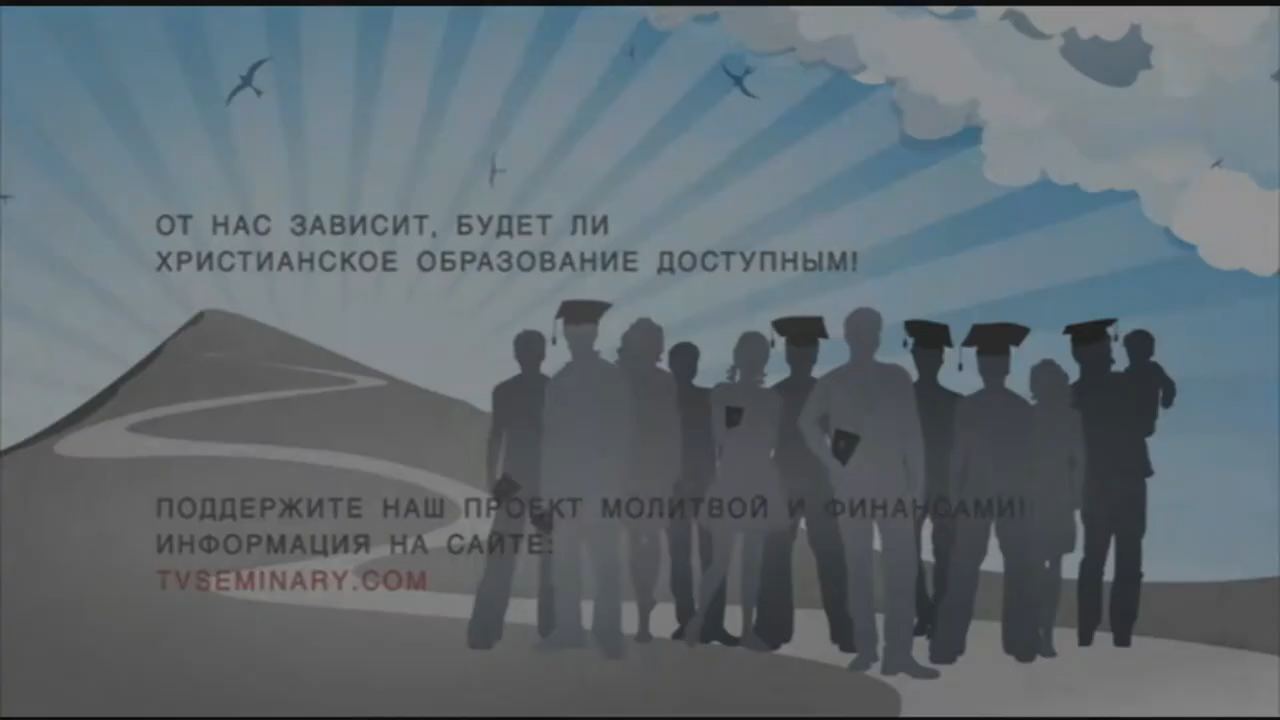 ОТ НАС ЗАВИСИТ, БУДЕТ ЛИ
ХРИСТИАНСКОЕ ОБРАЗОВАНИЕ ДОСТУПНЫМ!
ПОДДЕРЖИТЕ НАШ ПРОЕКТ МОЛИТВОЙ И ФИНАНСАМИ!
ИНФОРМАЦИЯ НА САЙТЕ:
TVSEMINARY.COM